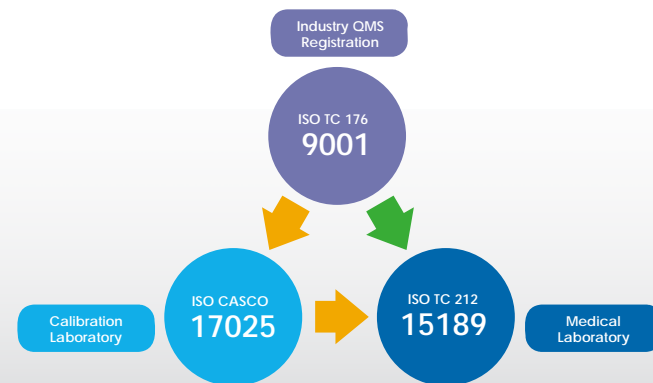 Industry QMS
Registration
ISO TC 176
9001
ISO CASCO
17025
ISO TC 212
15189
Calibration
Laboratory
Medical
Laboratory